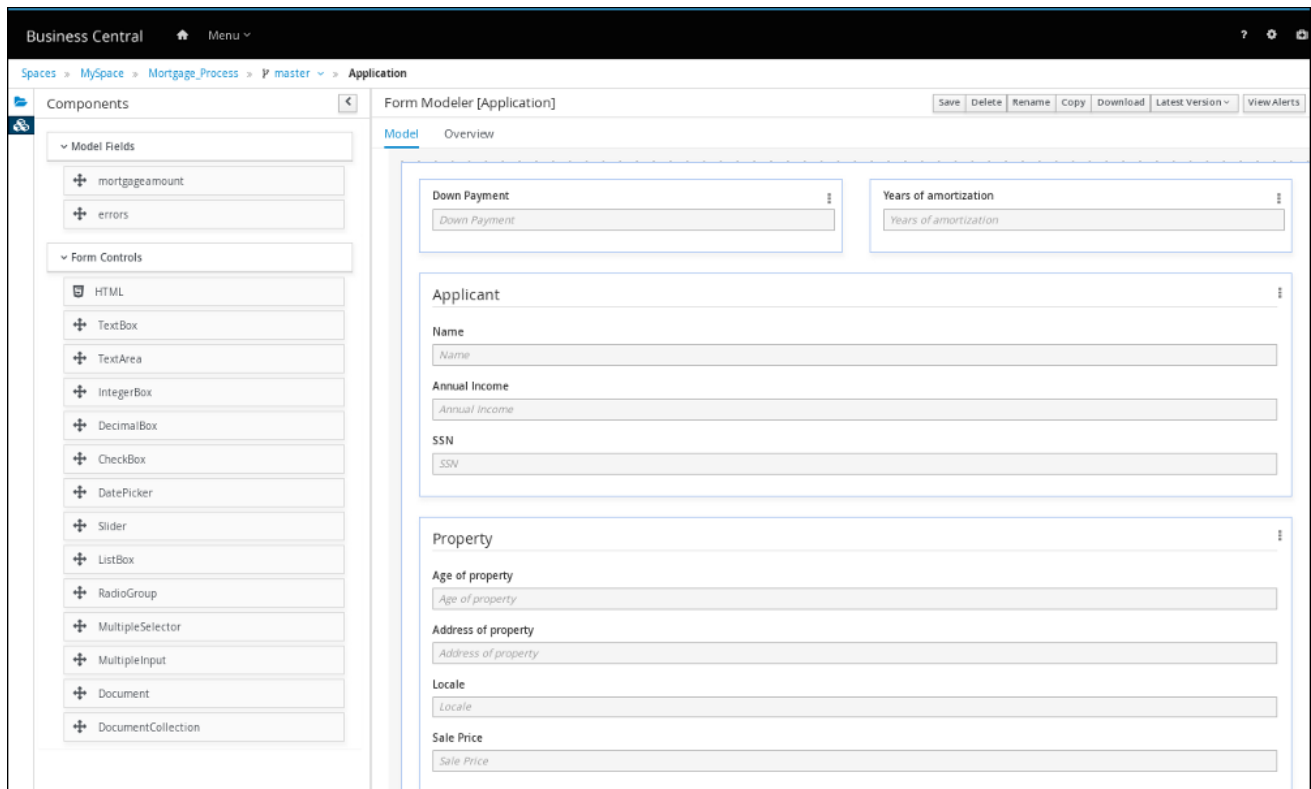 Business Central Menu ?
Spaces » MySpace » Mortgage_Process » master » Application
Components
Model Fields
mortgageamount
errors
Form Controls
HTML
TextBox
TextArea
IntegerBox
DecimalBox
CheckBox
DatePicker
Slider
ListBox
RadioGroup
MultipleSelector
MultipleInput
Document
DocumentCollection
Form Modeler [Application] Save Delete Rename Copy Download Latest Version View Alerts
Model Overview
Down Payment
Down Payment
Years of amortization
Years of amortization
Applicant
Name
Name
Annual Income
Annual Income
SSN
SSN
Property
Age of property
Age of property
Address of property
Address of property
Locale
Locale
Sale Price
Sale Price